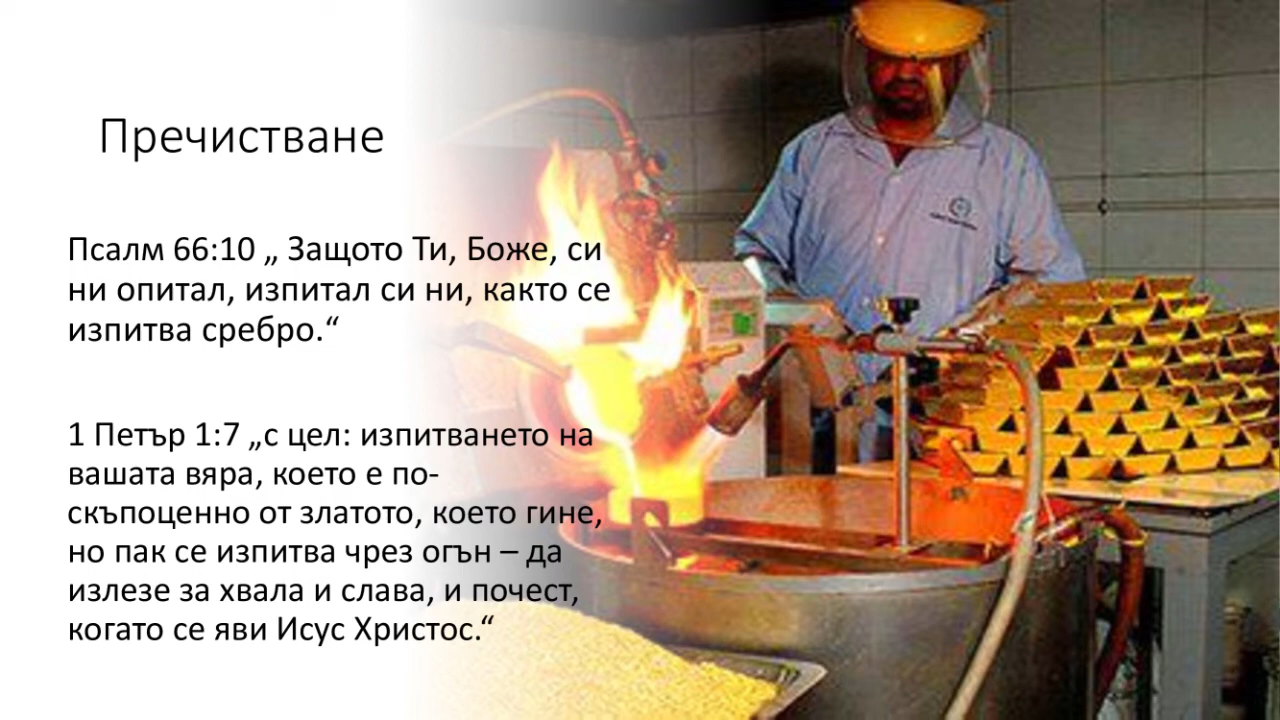 Пречистване
Псалм 66:10 „ Защото Ти, Боже, си
ни опитал, изпитал си ни, както се
изпитва сребро.“
1 Петър 1:7 „с цел: изпитването на
вашата вяра, което е по-
скъпоценно от златото, което гине,
но пак се изпитва чрез огън – да
излезе за хвала и слава, и почест,
когато се яви Исус Христос.“